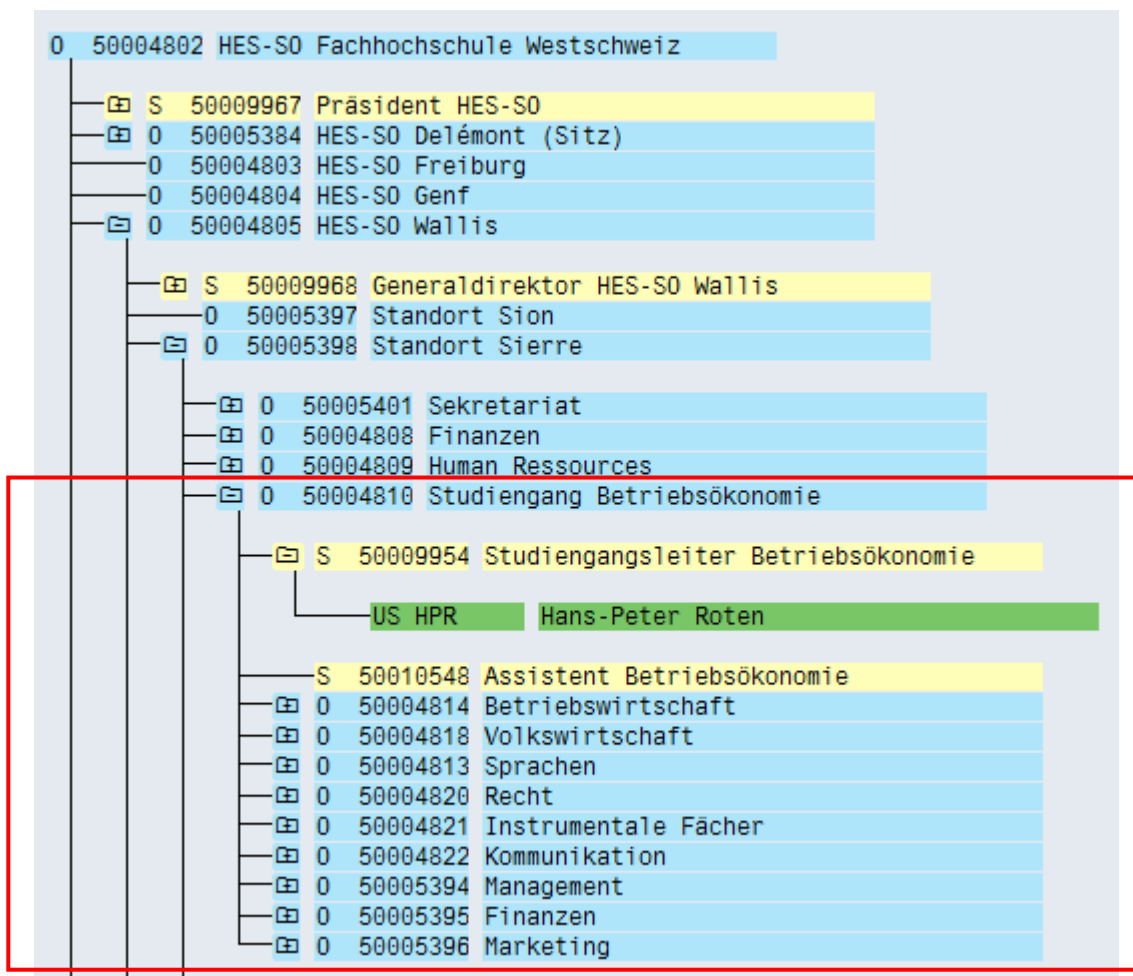 O 50004802 HES-SO Fachhochschule Westschweiz
S 50009967 Präsident HES-SO
O 50005384 HES-SO Delémont (Sitz)
O 50004803 HES-SO Freiburg
O 50004804 HES-SO Genf
O 50004805 HES-SO Wallis
S 50009968 Generaldirektor HES-SO Wallis
O 50005397 Standort Sion
O 50005398 Standort Sierre
O 50005401 Sekretariat
O 50004808 Finanzen
O 50004809 Human Ressources
O 50004810 Studiengang Betriebsökonomie
S 50009954 Studiengangsleiter Betriebsökonomie
US HPR Hans-Peter Roten
S 50010548 Assistent Betriebsökonomie
O 50004814 Betriebswirtschaft
O 50004818 Volkswirtschaft
O 50004813 Sprachen
O 50004820 Recht
O 50004821 Instrumentale Fächer
O 50004822 Kommunikation
O 50005394 Management
O 50005395 Finanzen
O 50005396 Marketing